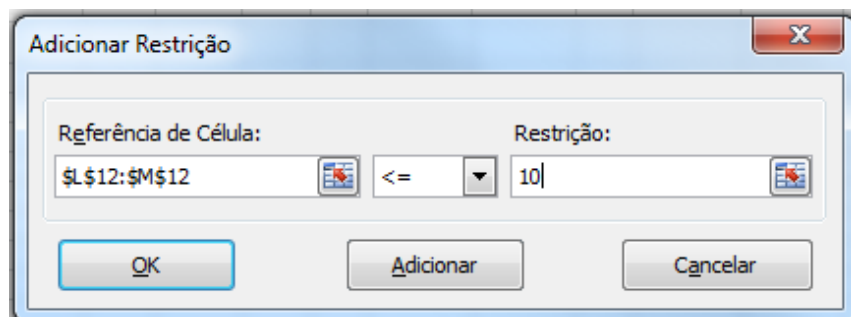 Adicionar Restrição
Referência de Célula:
Restrição:
$L$12:$M$12
<=
10
OK
Adicionar
Cancelar